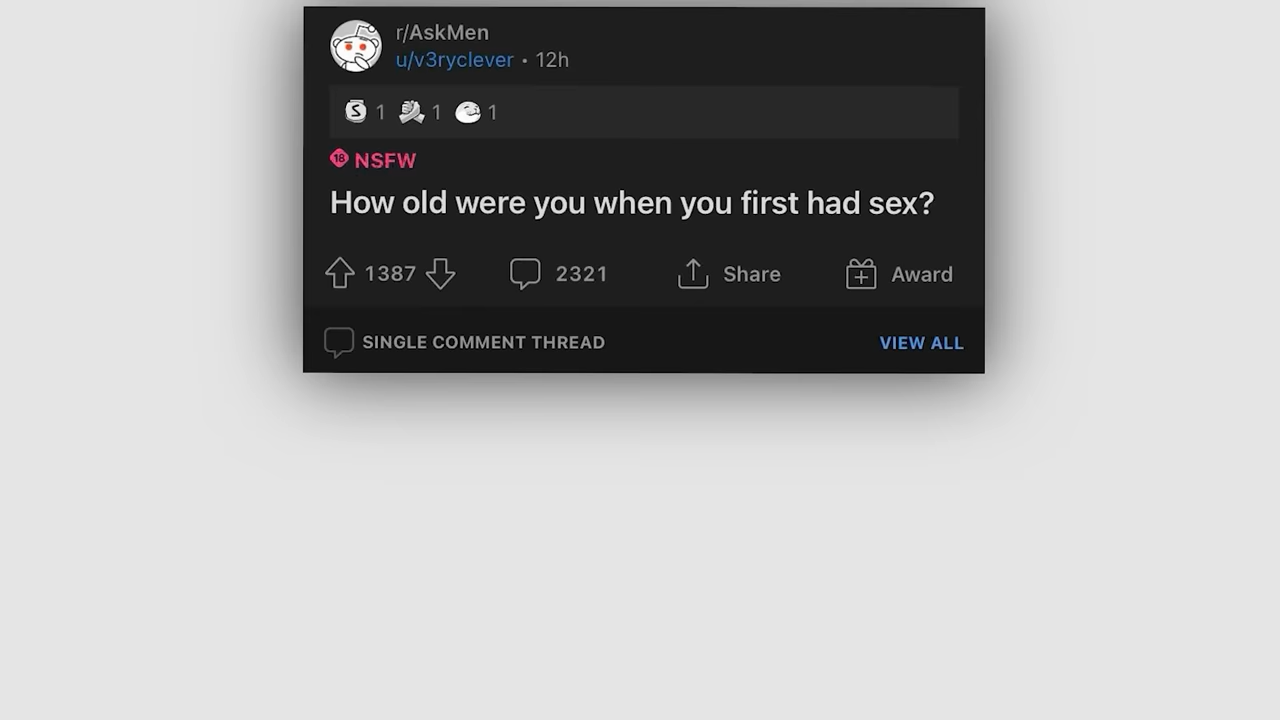 r/AskMen
u/v3ryclever • 12h
S 1 1 1
18 NSFW
How old were you when you first had sex?
1387 2321 Share Award
SINGLE COMMENT THREAD VIEW ALL